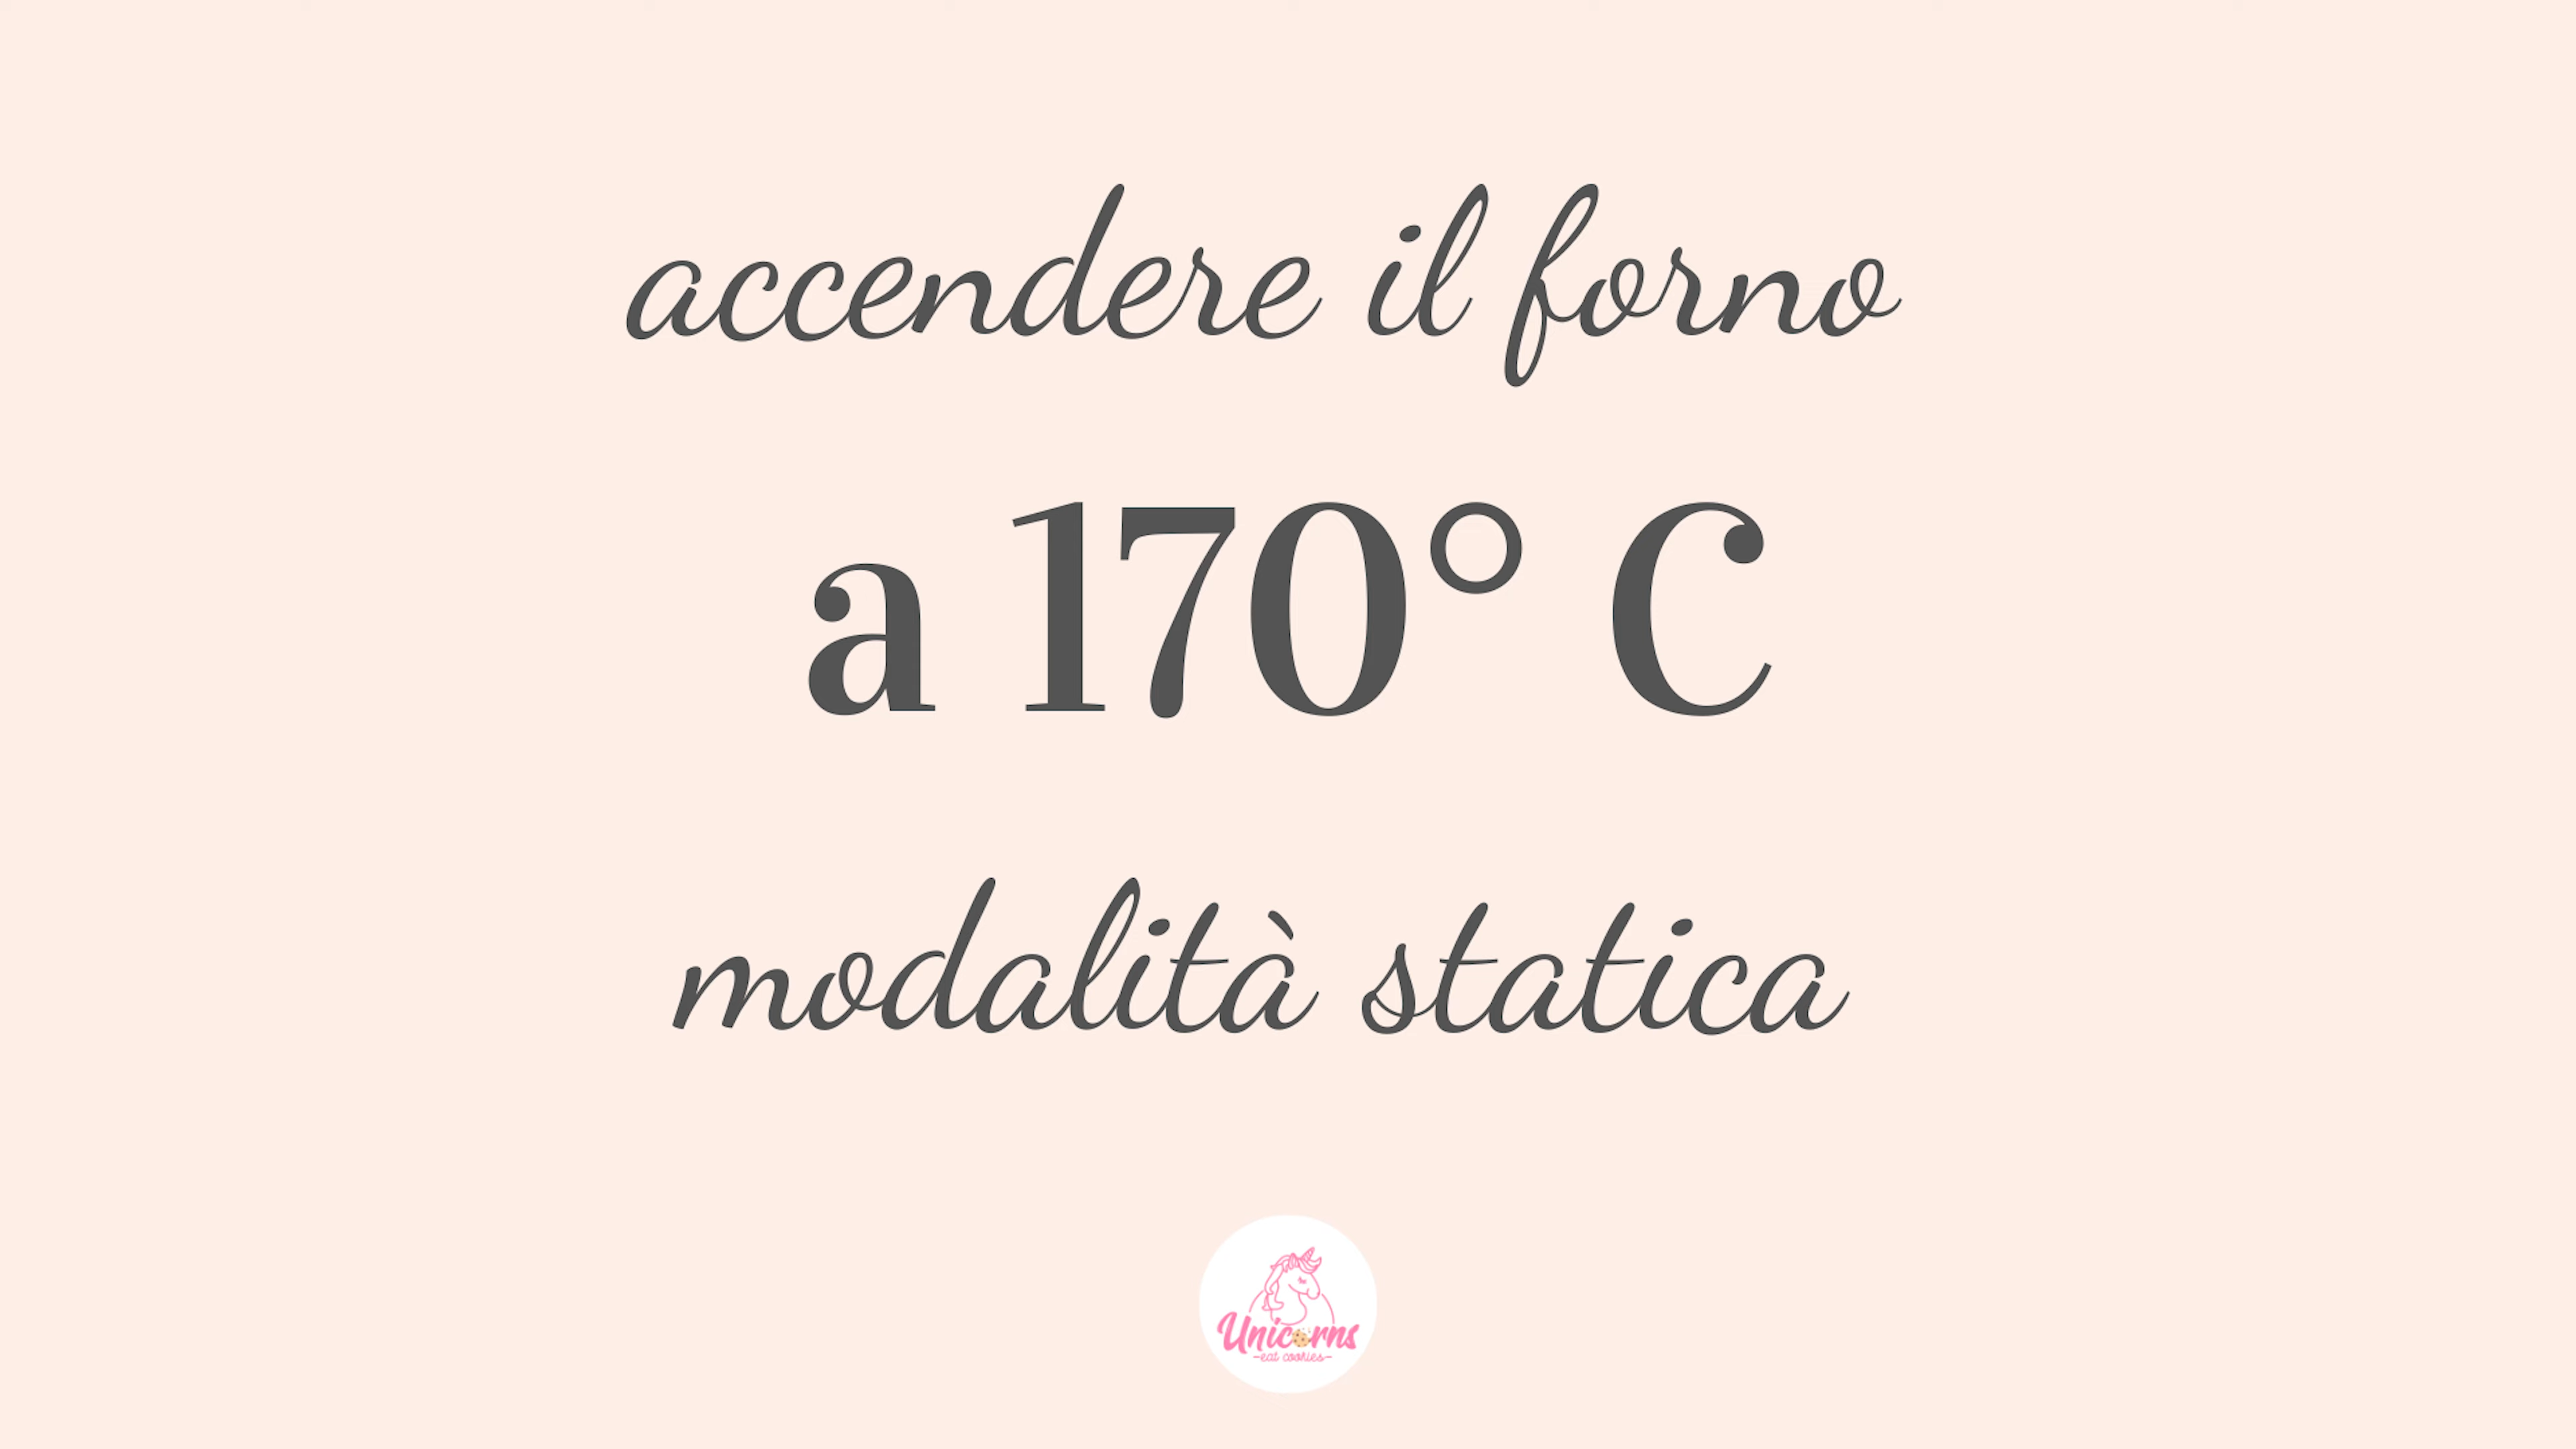 accendere il forno
a 170° C
modalità statica
Unicorns
-eat cookies-